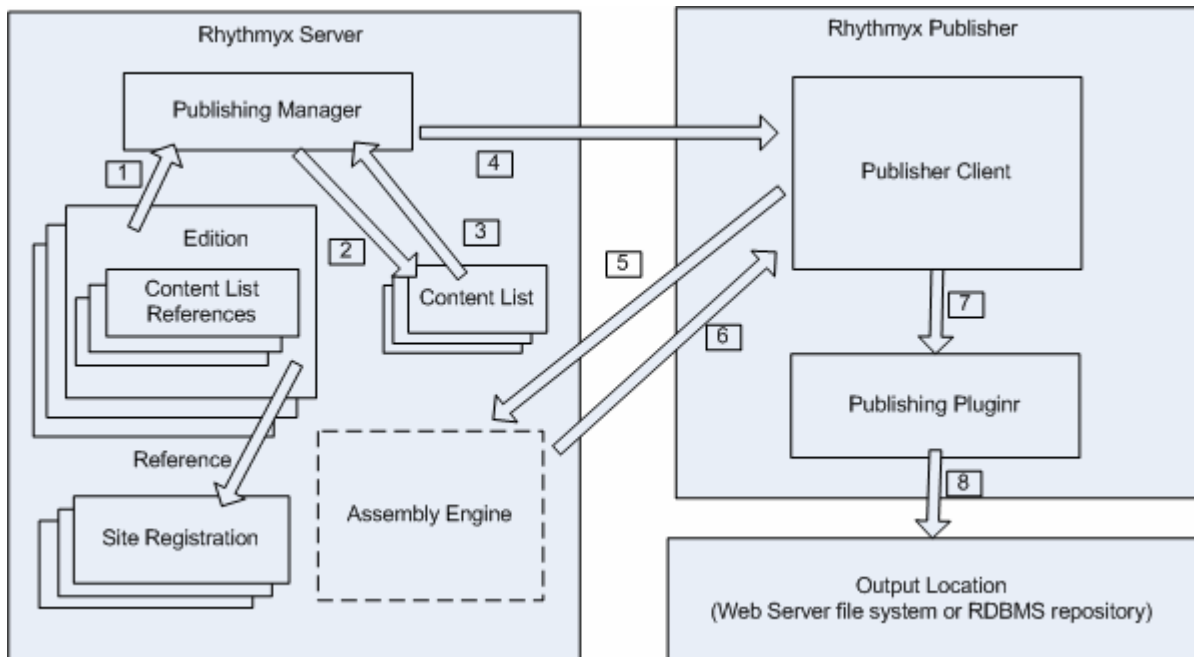 Rhythmyx Server
Publishing Manager
1
Edition
Content List
References
2
3
Content List
Reference
Site Registration
Assembly Engine
4
5
6
Rhythmyx Publisher
Publisher Client
7
Publishing Pluginr
8
Output Location
(Web Server file system or RDBMS repository)